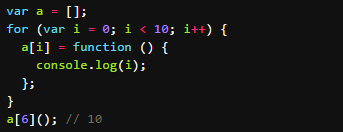 var a = [];
for (var i = 0; i < 10; i++) {
  a[i] = function () {
    console.log(i);
  };
}
a[6](); // 10